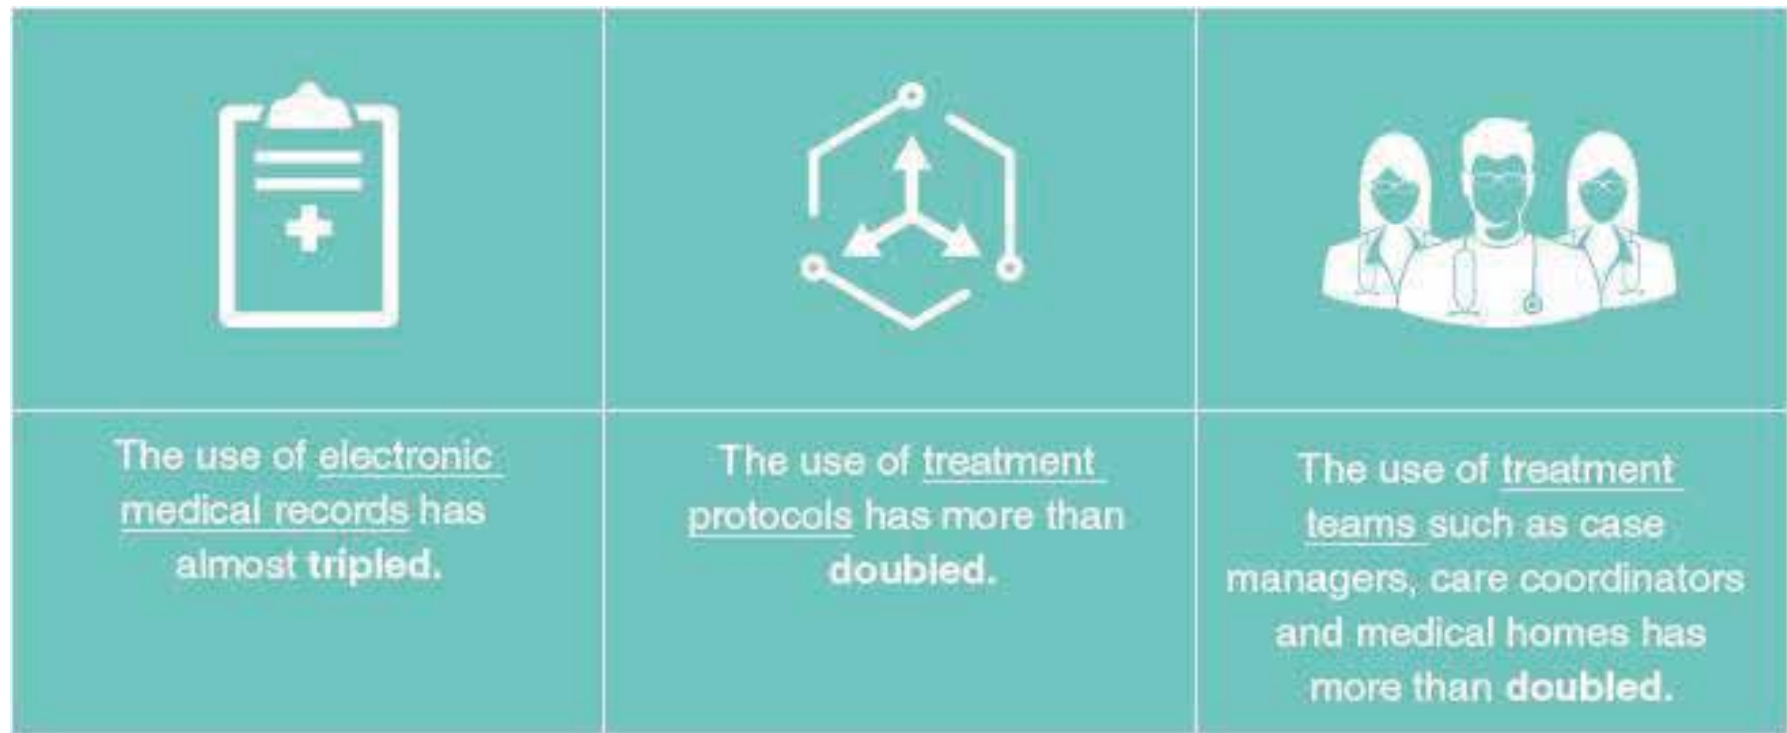 The use of electronic
medical records has
almost tripled.
The use of treatment
protocols has more than
doubled.
The use of treatment
teams such as case
managers, care coordinators
and medical homes has
more than doubled.